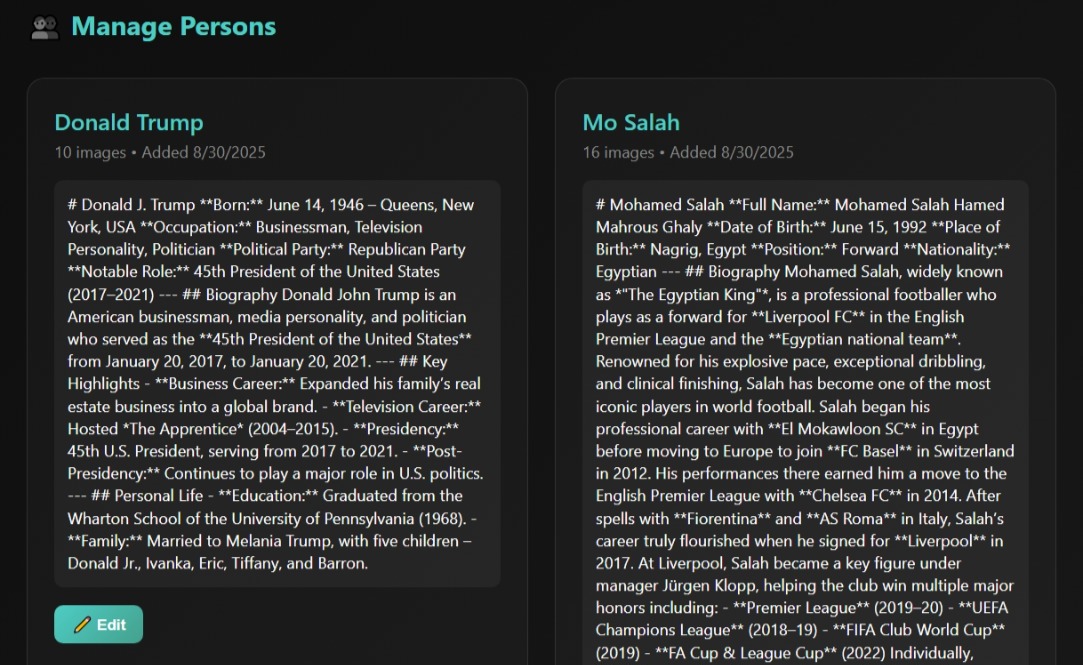 Manage Persons
Donald Trump
10 images • Added 8/30/2025
# Donald J. Trump **Born:** June 14, 1946 – Queens, New
York, USA **Occupation:** Businessman, Television
Personality, Politician **Political Party:** Republican Party
**Notable Role:** 45th President of the United States
(2017–2021) --- ## Biography Donald John Trump is an
American businessman, media personality, and politician
who served as the **45th President of the United States**
from January 20, 2017, to January 20, 2021. --- ## Key
Highlights - **Business Career:** Expanded his family’s real
estate business into a global brand. - **Television Career:**
Hosted *The Apprentice* (2004–2015). - **Presidency:**
45th U.S. President, serving from 2017 to 2021. - **Post-
Presidency:** Continues to play a major role in U.S. politics.
--- ## Personal Life - **Education:** Graduated from the
Wharton School of the University of Pennsylvania (1968). -
**Family:** Married to Melania Trump, with five children –
Donald Jr., Ivanka, Eric, Tiffany, and Barron.
Edit
Mo Salah
16 images • Added 8/30/2025
# Mohamed Salah **Full Name:** Mohamed Salah Hamed
Mahrous Ghaly **Date of Birth:** June 15, 1992 **Place of
Birth:** Nagrig, Egypt **Position:** Forward **Nationality:**
Egyptian --- ## Biography Mohamed Salah, widely known
as *"The Egyptian King"*, is a professional footballer who
plays as a forward for **Liverpool FC** in the English
Premier League and the **Egyptian national team**.
Renowned for his explosive pace, exceptional dribbling,
and clinical finishing, Salah has become one of the most
iconic players in world football. Salah began his
professional career with **El Mokawloon SC** in Egypt
before moving to Europe to join **FC Basel** in Switzerland
in 2012. His performances there earned him a move to the
English Premier League with **Chelsea FC** in 2014. After
spells with **Fiorentina** and **AS Roma** in Italy, Salah’s
career truly flourished when he signed for **Liverpool** in
2017. At Liverpool, Salah became a key figure under
manager Jürgen Klopp, helping the club win multiple major
honors including: - **Premier League** (2019–20) - **UEFA
Champions League** (2018–19) - **FIFA Club World Cup**
(2019) - **FA Cup & League Cup** (2022) Individually,